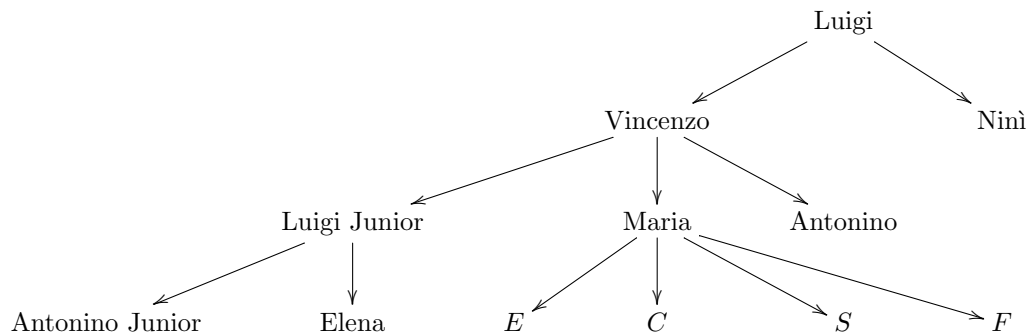 Luigi
Vincenzo Ninì
Luigi Junior Maria Antonino
Antonino Junior Elena E C S F